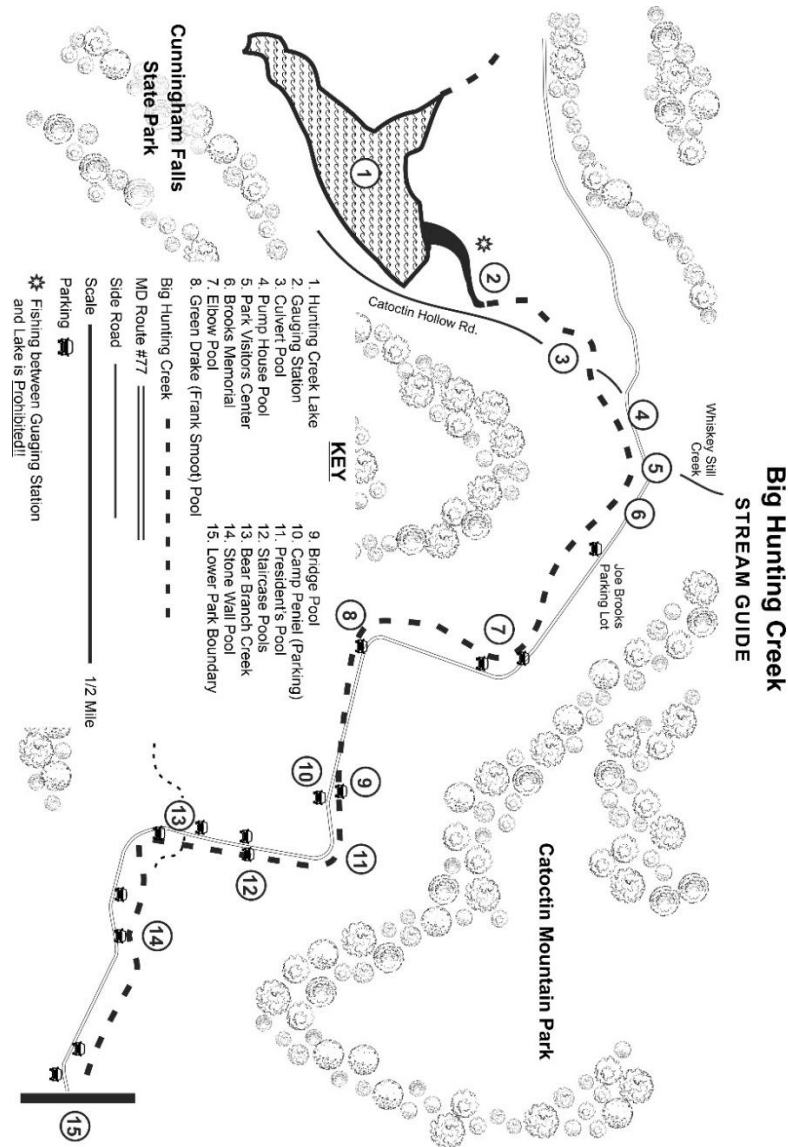 Big Hunting Creek
STREAM GUIDE
Whiskey Still
Creek
Joe Brooks
Parking Lot
Catoctin Mountain Park
Catoctin Hollow Rd.
Cunningham Falls
State Park
1
2
3
4
5
6
7
8
9
10
11
12
13
14
15
KEY
1. Hunting Creek Lake
2. Gauging Station
3. Culvert Pool
4. Pump House Pool
5. Park Visitors Center
6. Brooks Memorial
7. Elbow Pool
8. Green Drake (Frank Smoot) Pool
9. Bridge Pool
10. Camp Peniel (Parking)
11. President's Pool
12. Staircase Pools
13. Bear Branch Creek
14. Stone Wall Pool
15. Lower Park Boundary
Big Hunting Creek
MD Route #77
Side Road
Scale 1/2 Mile
Parking
Fishing between Guaging Station
and Lake is Prohibited!!